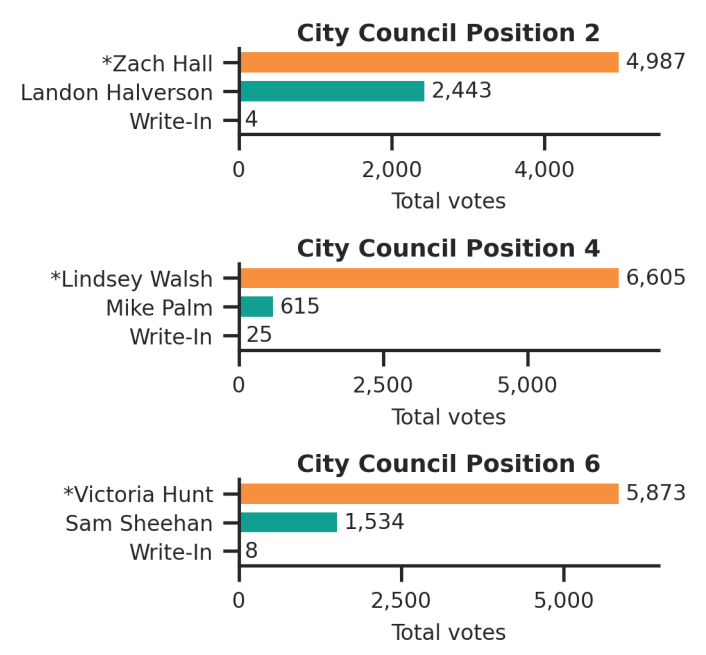 City Council Position 2
*Zach Hall 4,987
Landon Halverson 2,443
Write-In 4
0 2,000 4,000
Total votes
City Council Position 4
*Lindsey Walsh 6,605
Mike Palm 615
Write-In 25
0 2,500 5,000
Total votes
City Council Position 6
*Victoria Hunt 5,873
Sam Sheehan 1,534
Write-In 8
0 2,500 5,000
Total votes